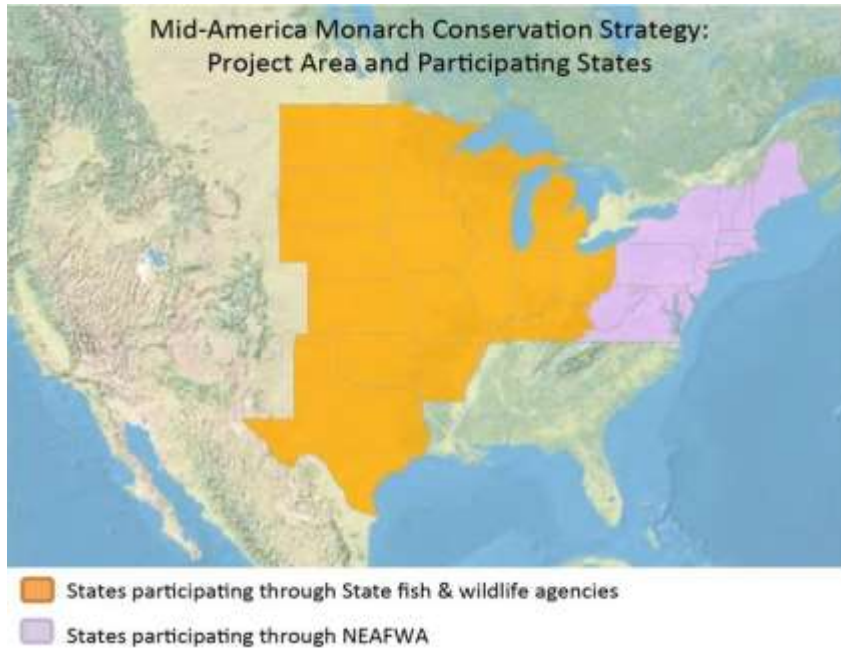 Mid-America Monarch Conservation Strategy:
Project Area and Participating States
States participating through State fish & wildlife agencies
States participating through NEAFWA